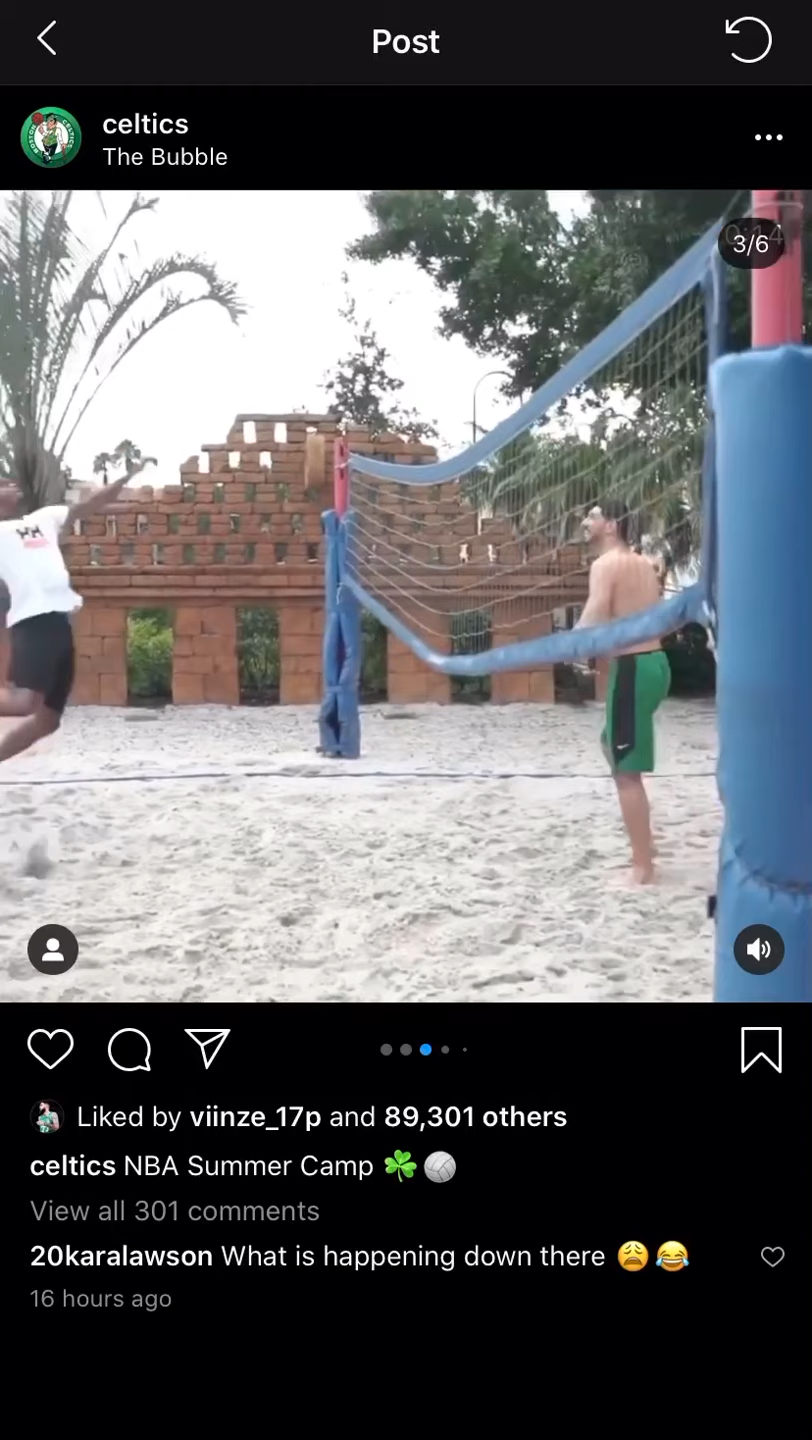 Post
celtics
The Bubble
3/6
Liked by viinze_17p and 89,301 others
celtics NBA Summer Camp ☘️🏐
View all 301 comments
20karalawson What is happening down there 😩😂
16 hours ago